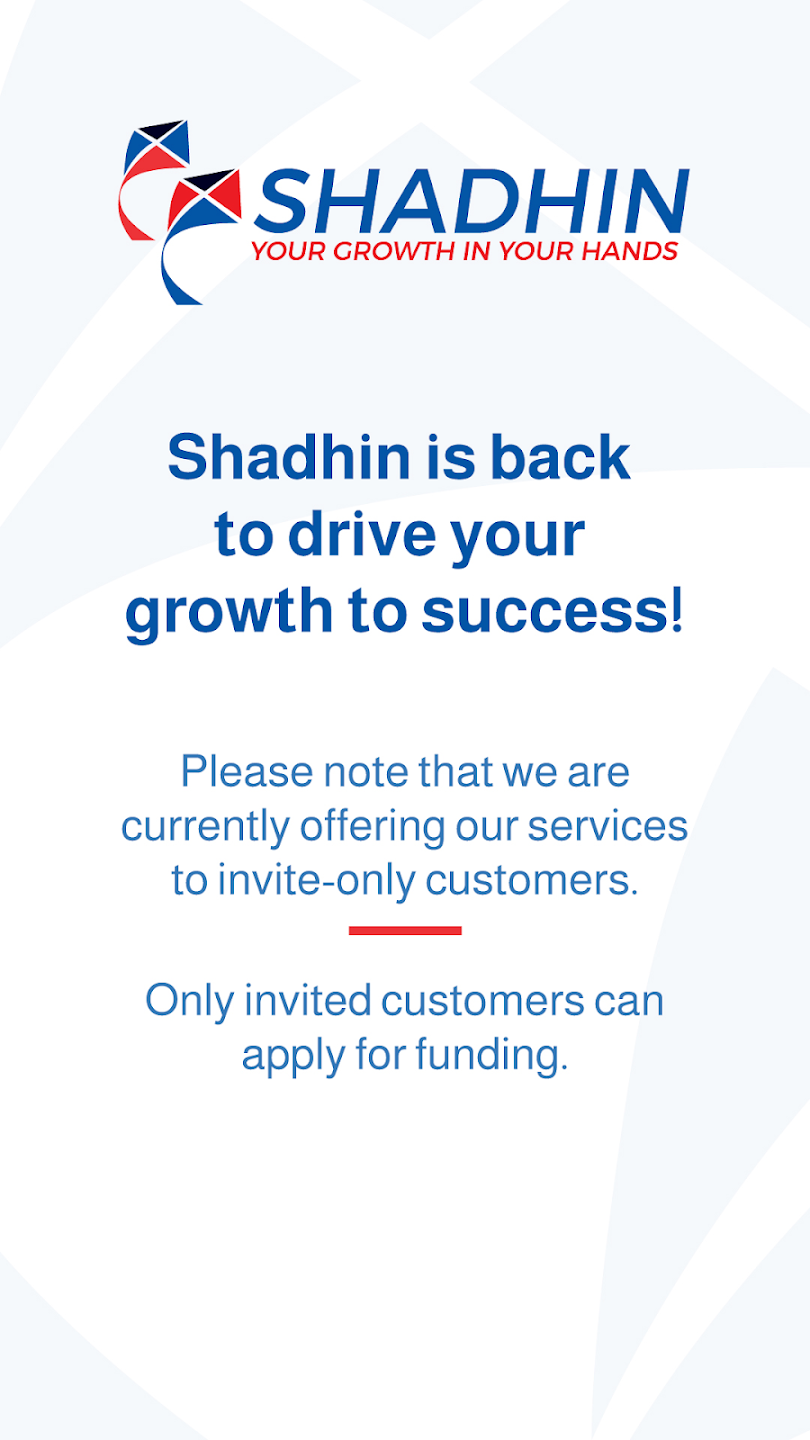 SHADHIN
YOUR GROWTH IN YOUR HANDS
Shadhin is back
to drive your
growth to success!
Please note that we are
currently offering our services
to invite-only customers.
Only invited customers can
apply for funding.